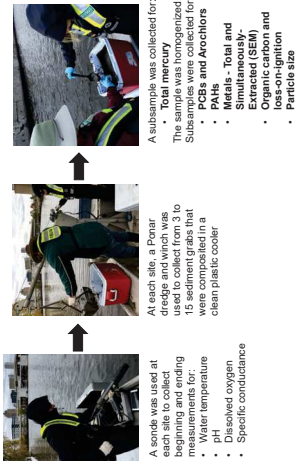 A sonde was used at
each site to collect
beginning and ending
measurements for:
• Water temperature
• pH
• Dissolved oxygen
• Specific conductance
At each site, a Ponar
dredge and winch was
used to collect from 3 to
15 sediment grabs that
were composited in a
clean plastic cooler
A subsample was collected for:
• Total mercury
The sample was homogenized
Subsamples were collected for:
• PCBs and Arochlors
• PAHs
• Metals - Total and
Simultaneously-
Extracted (SEM)
• Organic carbon and
loss-on-ignition
• Particle size